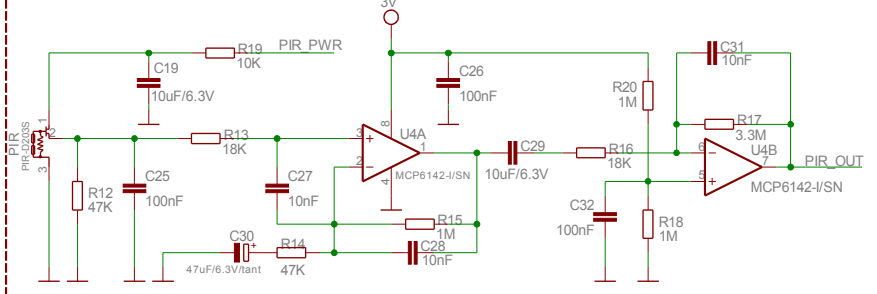 3V
R19
10K
PIR_PWR
C19
10uF/6.3V
C26
100nF
C31
10nF
R20
1M
PIR
PIR-D203S
1
2
3
R13
18K
3
8
U4A
1
2
4
MCP6142-I/SN
C29
10uF/6.3V
R16
18K
R17
3.3M
U4B
6
7
5
PIR_OUT
MCP6142-I/SN
R12
47K
C25
100nF
C27
10nF
R15
1M
C28
10nF
C30
+
47uF/6.3V/tant
R14
47K
C32
100nF
R18
1M